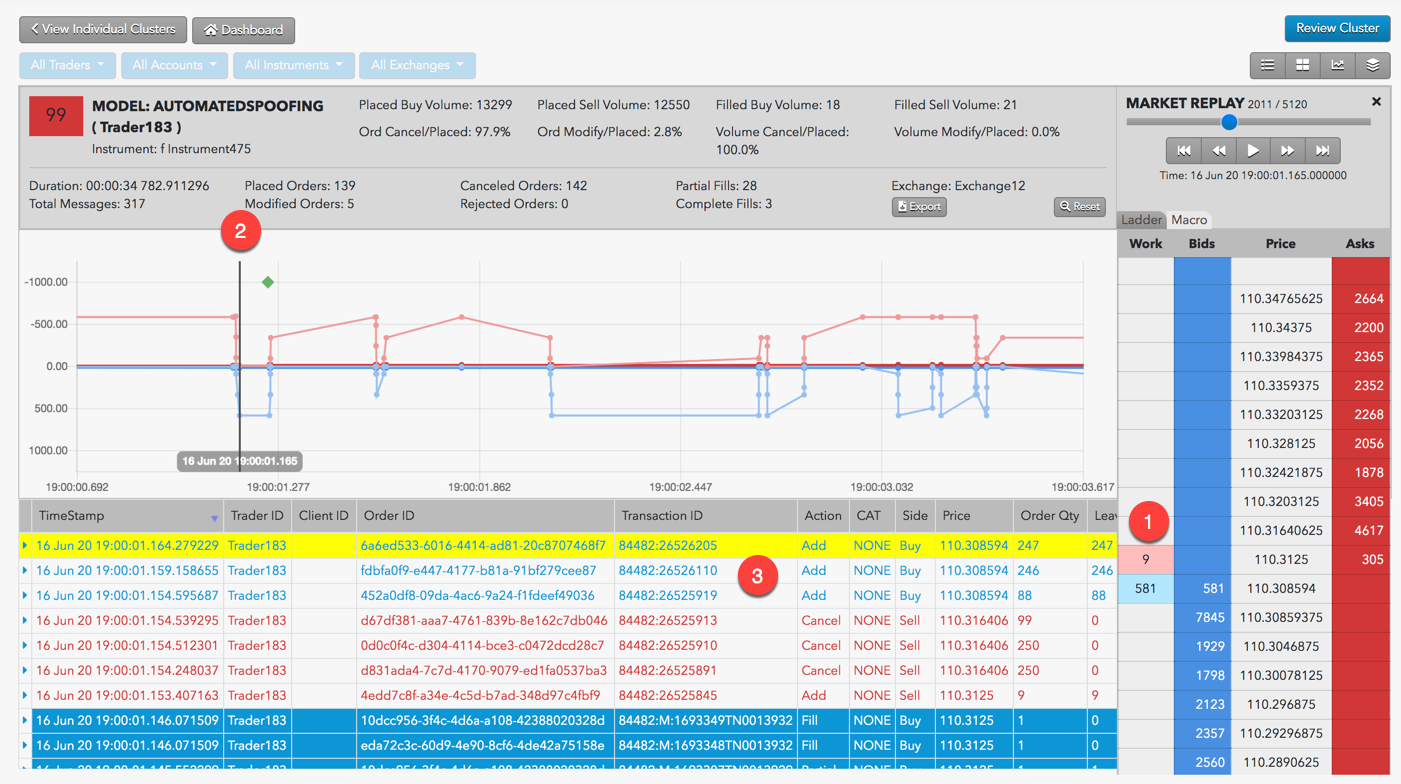 View Individual Clusters Dashboard Review Cluster
All Traders All Accounts All Instruments All Exchanges
99
MODEL: AUTOMATEDSPOOFING
( Trader183 )
Instrument: f Instrument475
Placed Buy Volume: 13299 Placed Sell Volume: 12550 Filled Buy Volume: 18 Filled Sell Volume: 21
Ord Cancel/Placed: 97.9% Ord Modify/Placed: 2.8% Volume Cancel/Placed: Volume Modify/Placed: 0.0%
100.0%
Duration: 00:00:34 782.911296 Placed Orders: 139 Canceled Orders: 142 Partial Fills: 28 Exchange: Exchange12
Total Messages: 317 Modified Orders: 5 Rejected Orders: 0 Complete Fills: 3 Export Reset
MARKET REPLAY 2011 / 5120
Time: 16 Jun 20 19:00:01.165.000000
2
-1000.00
-500.00
0.00
500.00
1000.00
16 Jun 20 19:00:01.165
19:00:00.692 19:00:01.277 19:00:01.862 19:00:02.447 19:00:03.032 19:00:03.617
TimeStamp Trader ID Client ID Order ID Transaction ID Action CAT Side Price Order Qty Leav
16 Jun 20 19:00:01.164.279229 Trader183 6a6ed533-6016-4414-ad81-20c8707468f7 84482:26526205 Add NONE Buy 110.308594 247 247
16 Jun 20 19:00:01.159.158655 Trader183 fdbfa0f9-e447-4177-b81a-91bf279cee87 84482:26526110 Add NONE Buy 110.308594 246 246
3
16 Jun 20 19:00:01.154.595687 Trader183 452a0df8-09da-4ac6-9a24-f1fdeef49036 84482:26525919 Add NONE Buy 110.308594 88 88
16 Jun 20 19:00:01.154.539295 Trader183 d67df381-aaa7-4761-839b-8e162c7db046 84482:26525913 Cancel NONE Sell 110.316406 99 0
16 Jun 20 19:00:01.154.512301 Trader183 0d0c0f4c-d304-4114-bce3-c0472dcd28c7 84482:26525910 Cancel NONE Sell 110.316406 250 0
16 Jun 20 19:00:01.154.248037 Trader183 d831ada4-7c7d-4170-9079-ed1fa0537ba3 84482:26525891 Cancel NONE Sell 110.316406 250 0
16 Jun 20 19:00:01.153.407163 Trader183 4edd7c8f-a34e-4c5d-b7ad-348d97c4fbf9 84482:26525845 Add NONE Sell 110.3125 9 9
16 Jun 20 19:00:01.146.071509 Trader183 10dcc956-3f4c-4d6a-a108-42388020328d 84482:M:1693349TN0013932 Fill NONE Buy 110.3125 1 0
16 Jun 20 19:00:01.146.071509 Trader183 eda72c3c-60d9-4e90-8cf6-4de42a75158e 84482:M:1693348TN0013932 Fill NONE Buy 110.3125 1 0
Ladder Macro
Work Bids Price Asks
110.34765625 2664
110.34375 2200
110.33984375 2365
110.3359375 2352
110.33203125 2268
110.328125 2056
110.32421875 1878
110.3203125 3405
1
110.31640625 4617
9 110.3125 305
581 581 110.308594
7845 110.30859375
1929 110.3046875
1798 110.30078125
2123 110.296875
2357 110.29296875
2560 110.2890625